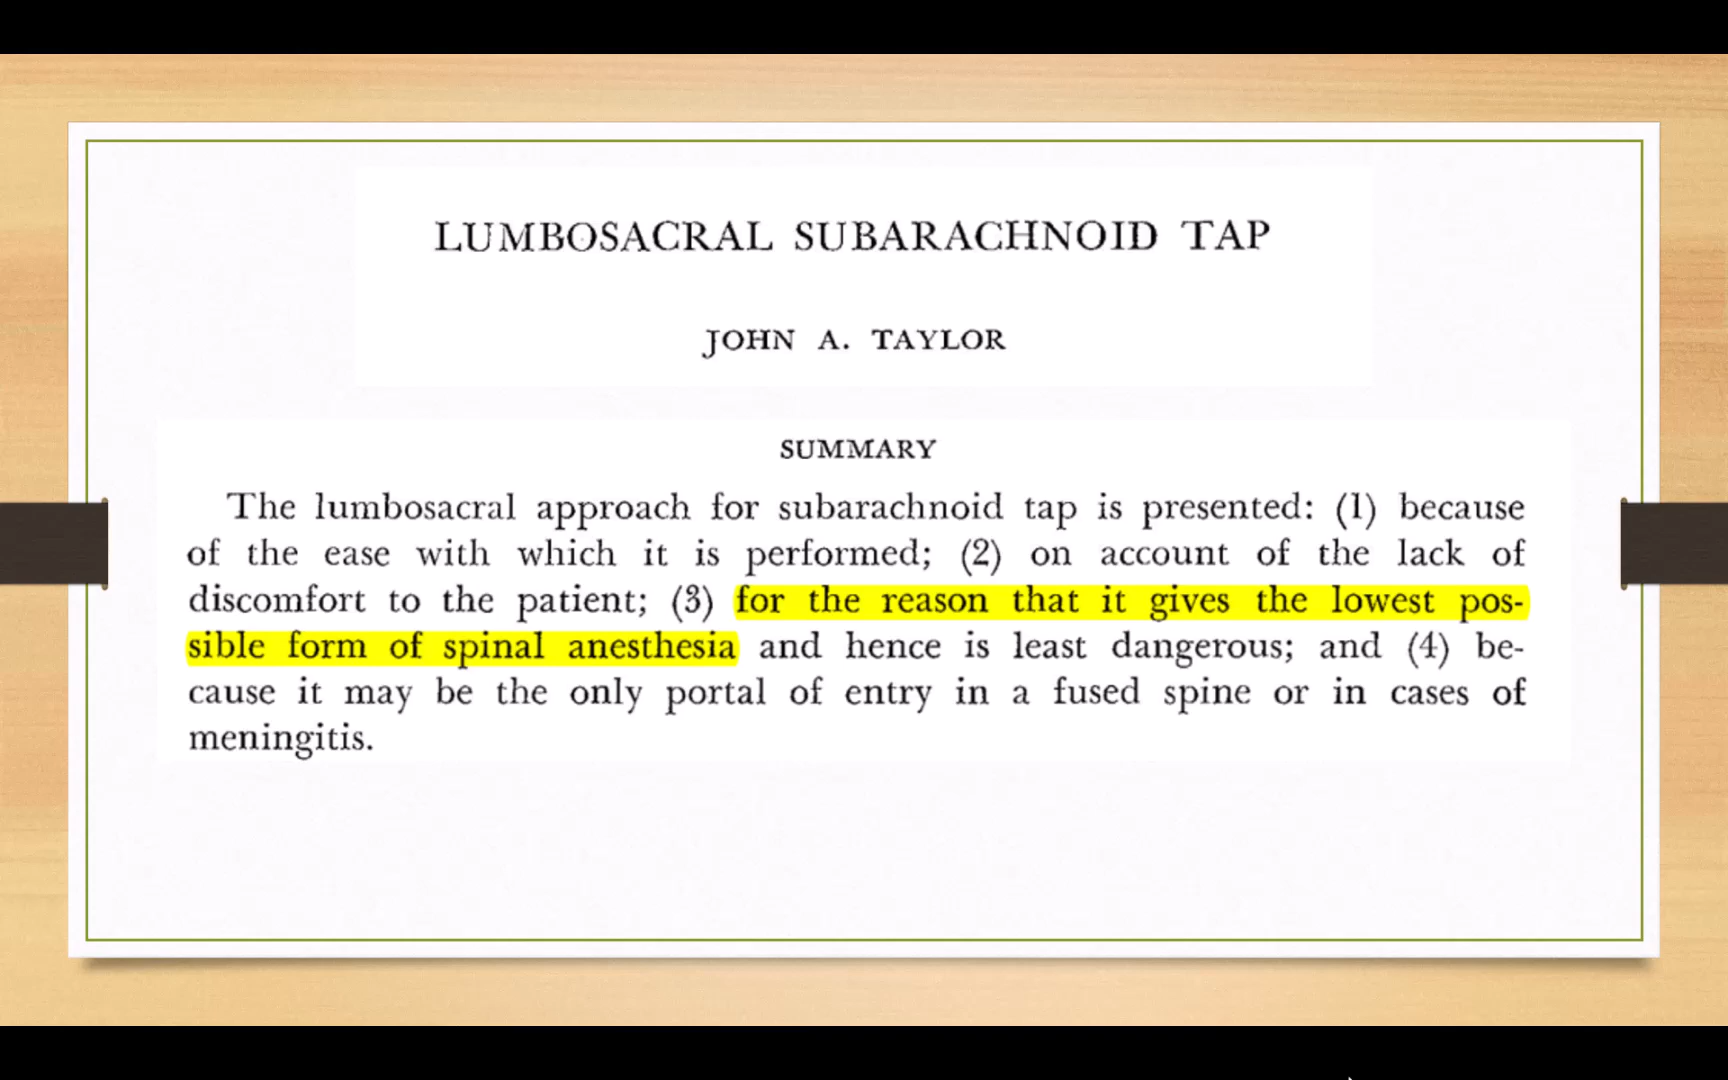 LUMBOSACRAL SUBARACHNOID TAP
JOHN A. TAYLOR
SUMMARY
The lumbosacral approach for subarachnoid tap is presented: (1) because
of the ease with which it is performed; (2) on account of the lack of
discomfort to the patient; (3) for the reason that it gives the lowest pos-
sible form of spinal anesthesia and hence is least dangerous; and (4) be-
cause it may be the only portal of entry in a fused spine or in cases of
meningitis.